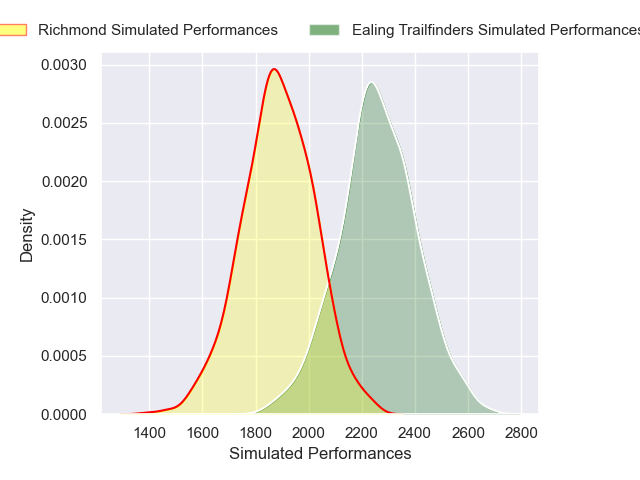 Richmond Simulated Performances
Ealing Trailfinders Simulated Performances
0.0030
0.0025
0.0020
0.0015
0.0010
0.0005
0.0000
Density
1400 1600 1800 2000 2200 2400 2600 2800
Simulated Performances